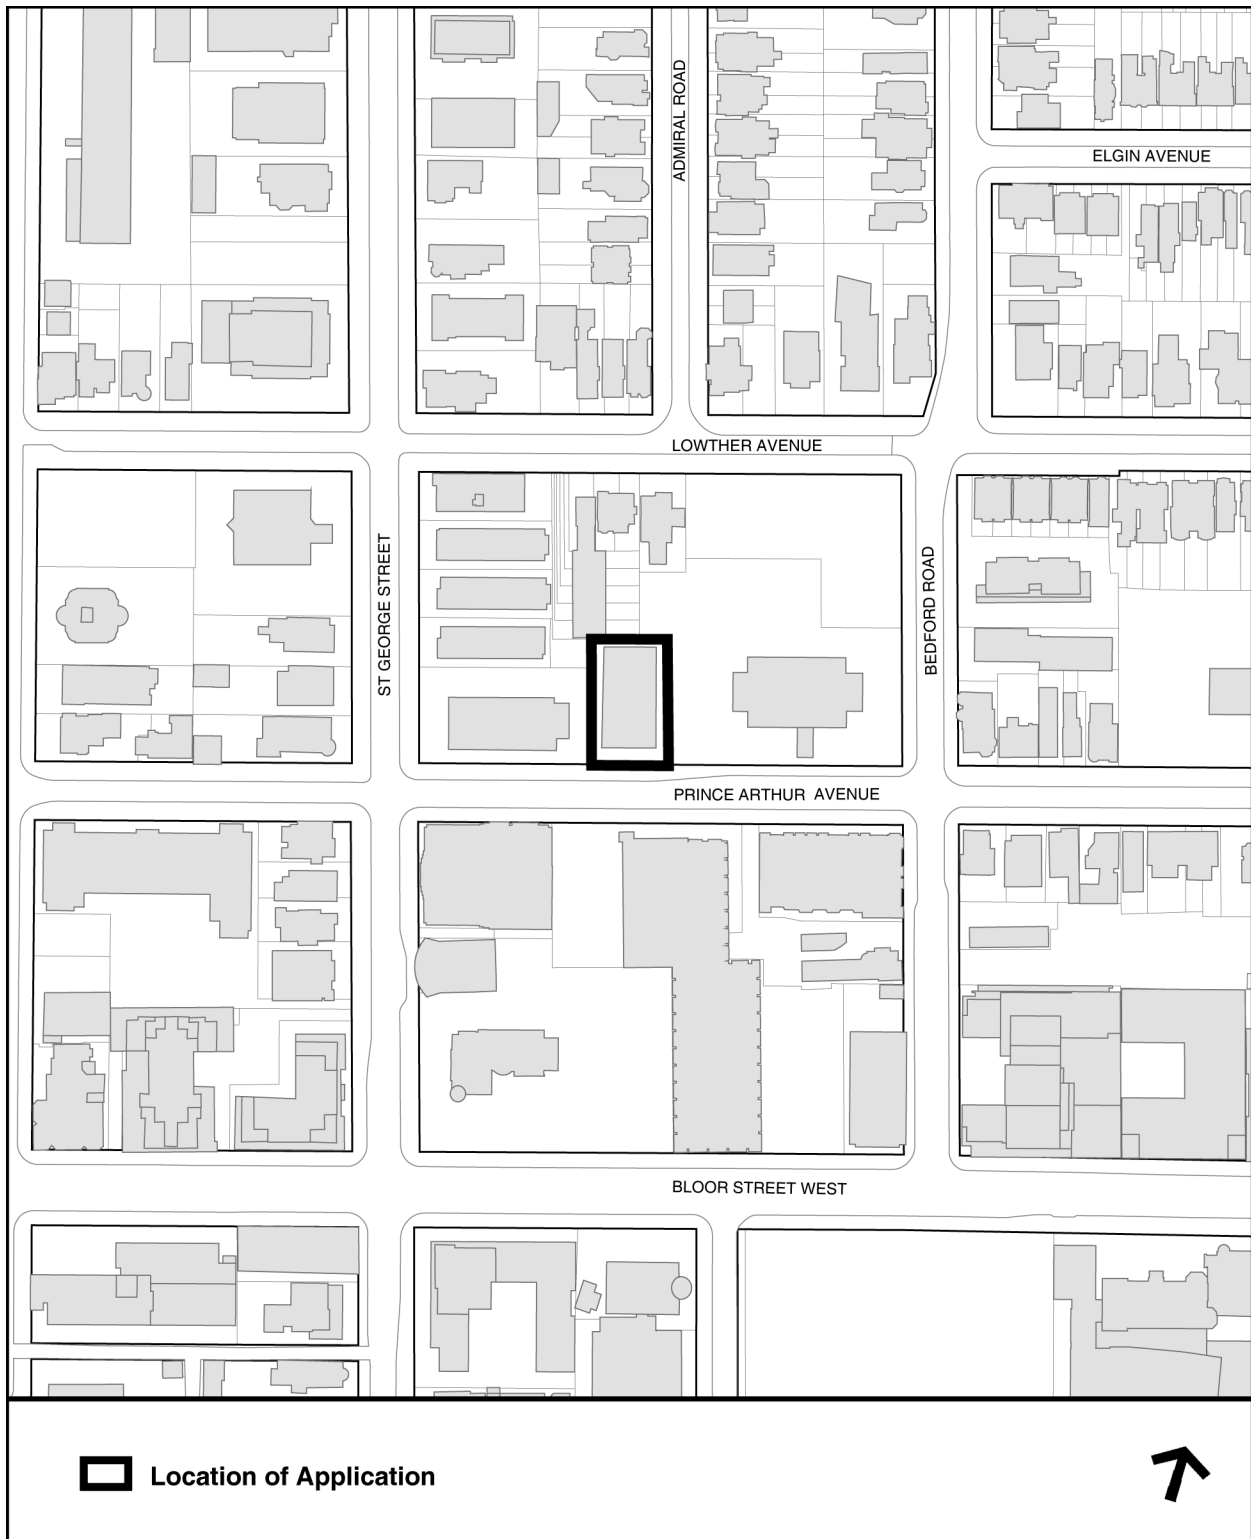 ADMIRAL ROAD
ELGIN AVENUE
LOWTHER AVENUE
ST GEORGE STREET
BEDFORD ROAD
PRINCE ARTHUR AVENUE
BLOOR STREET WEST
Location of Application